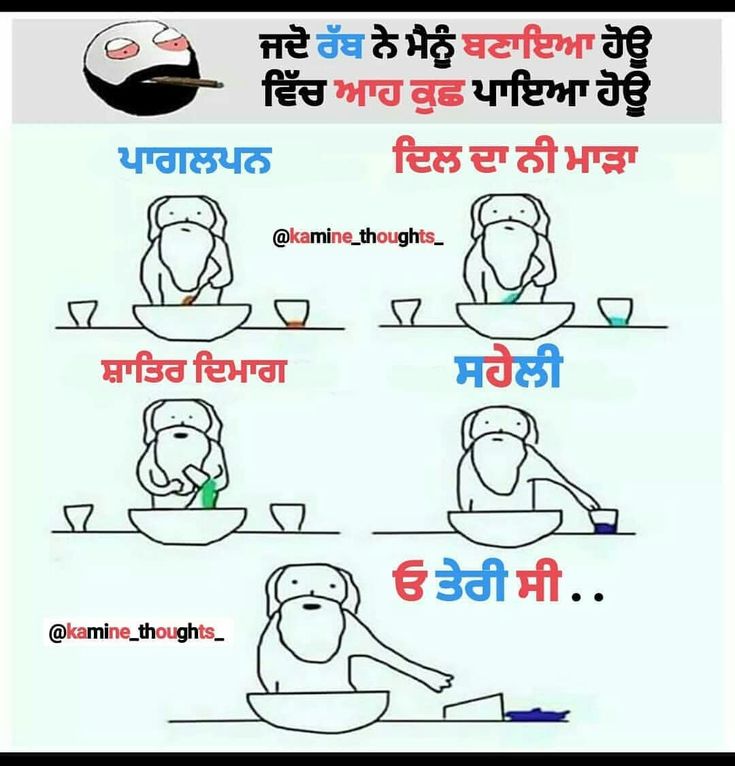 ਜਦੋ ਰੱਬ ਨੇ ਮੈਨੂੰ ਬਣਾਇਆ ਹੋਊ
ਵਿੱਚ ਆਹ ਕੁਛ ਪਾਇਆ ਹੋਊ
ਪਾਗਲਪਨ
ਦਿਲ ਦਾ ਨੀ ਮਾੜਾ
@kamine_thoughts_
ਸ਼ਾਤਿਰ ਦਿਮਾਗ
ਸਹੇਲੀ
ਓ ਤੇਰੀ ਸੀ . .
@kamine_thoughts_